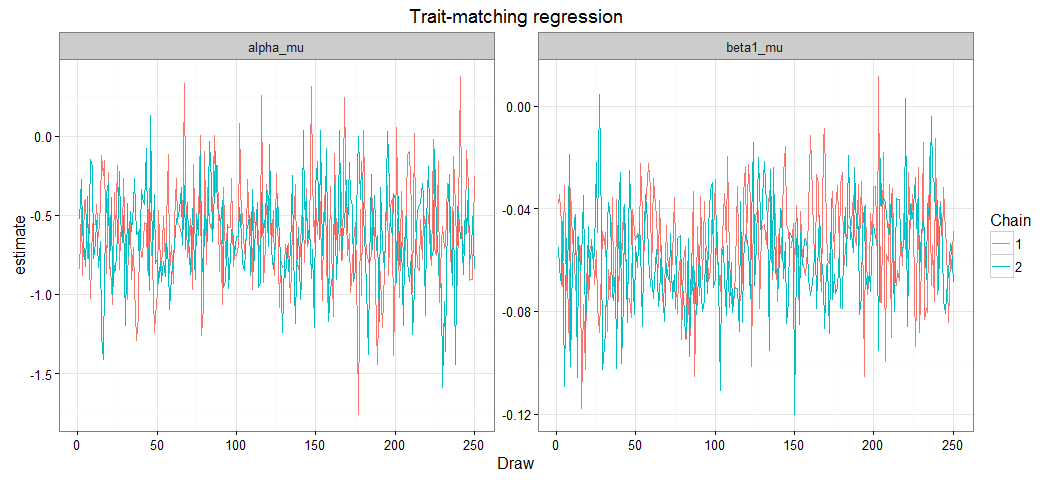 Trait-matching regression
alpha_mu
beta1_mu
estimate
0.0
-0.5
-1.0
-1.5
0.00
-0.04
-0.08
-0.12
0 50 100 150 200 250
0 50 100 150 200 250
Draw
Chain
1
2